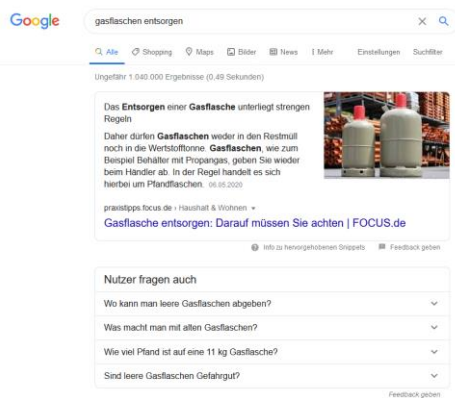 Google
gasflaschen entsorgen
Alle Shopping Maps Bilder News Mehr Einstellungen Suchfilter
Ungefähr 1.040.000 Ergebnisse (0,49 Sekunden)
Das Entsorgen einer Gasflasche unterliegt strengen
Regeln
Daher dürfen Gasflaschen weder in den Restmüll
noch in die Wertstofftonne. Gasflaschen, wie zum
Beispiel Behälter mit Propangas, geben Sie wieder
beim Händler ab. In der Regel handelt es sich
hierbei um Pfandflaschen. 06.05.2020
praxistipps.focus.de › Haushalt & Wohnen
Gasflasche entsorgen: Darauf müssen Sie achten | FOCUS.de
Info zu hervorgehobenen Snippets Feedback geben
Nutzer fragen auch
Wo kann man leere Gasflaschen abgeben?
Was macht man mit alten Gasflaschen?
Wie viel Pfand ist auf eine 11 kg Gasflasche?
Sind leere Gasflaschen Gefahrgut?
Feedback geben